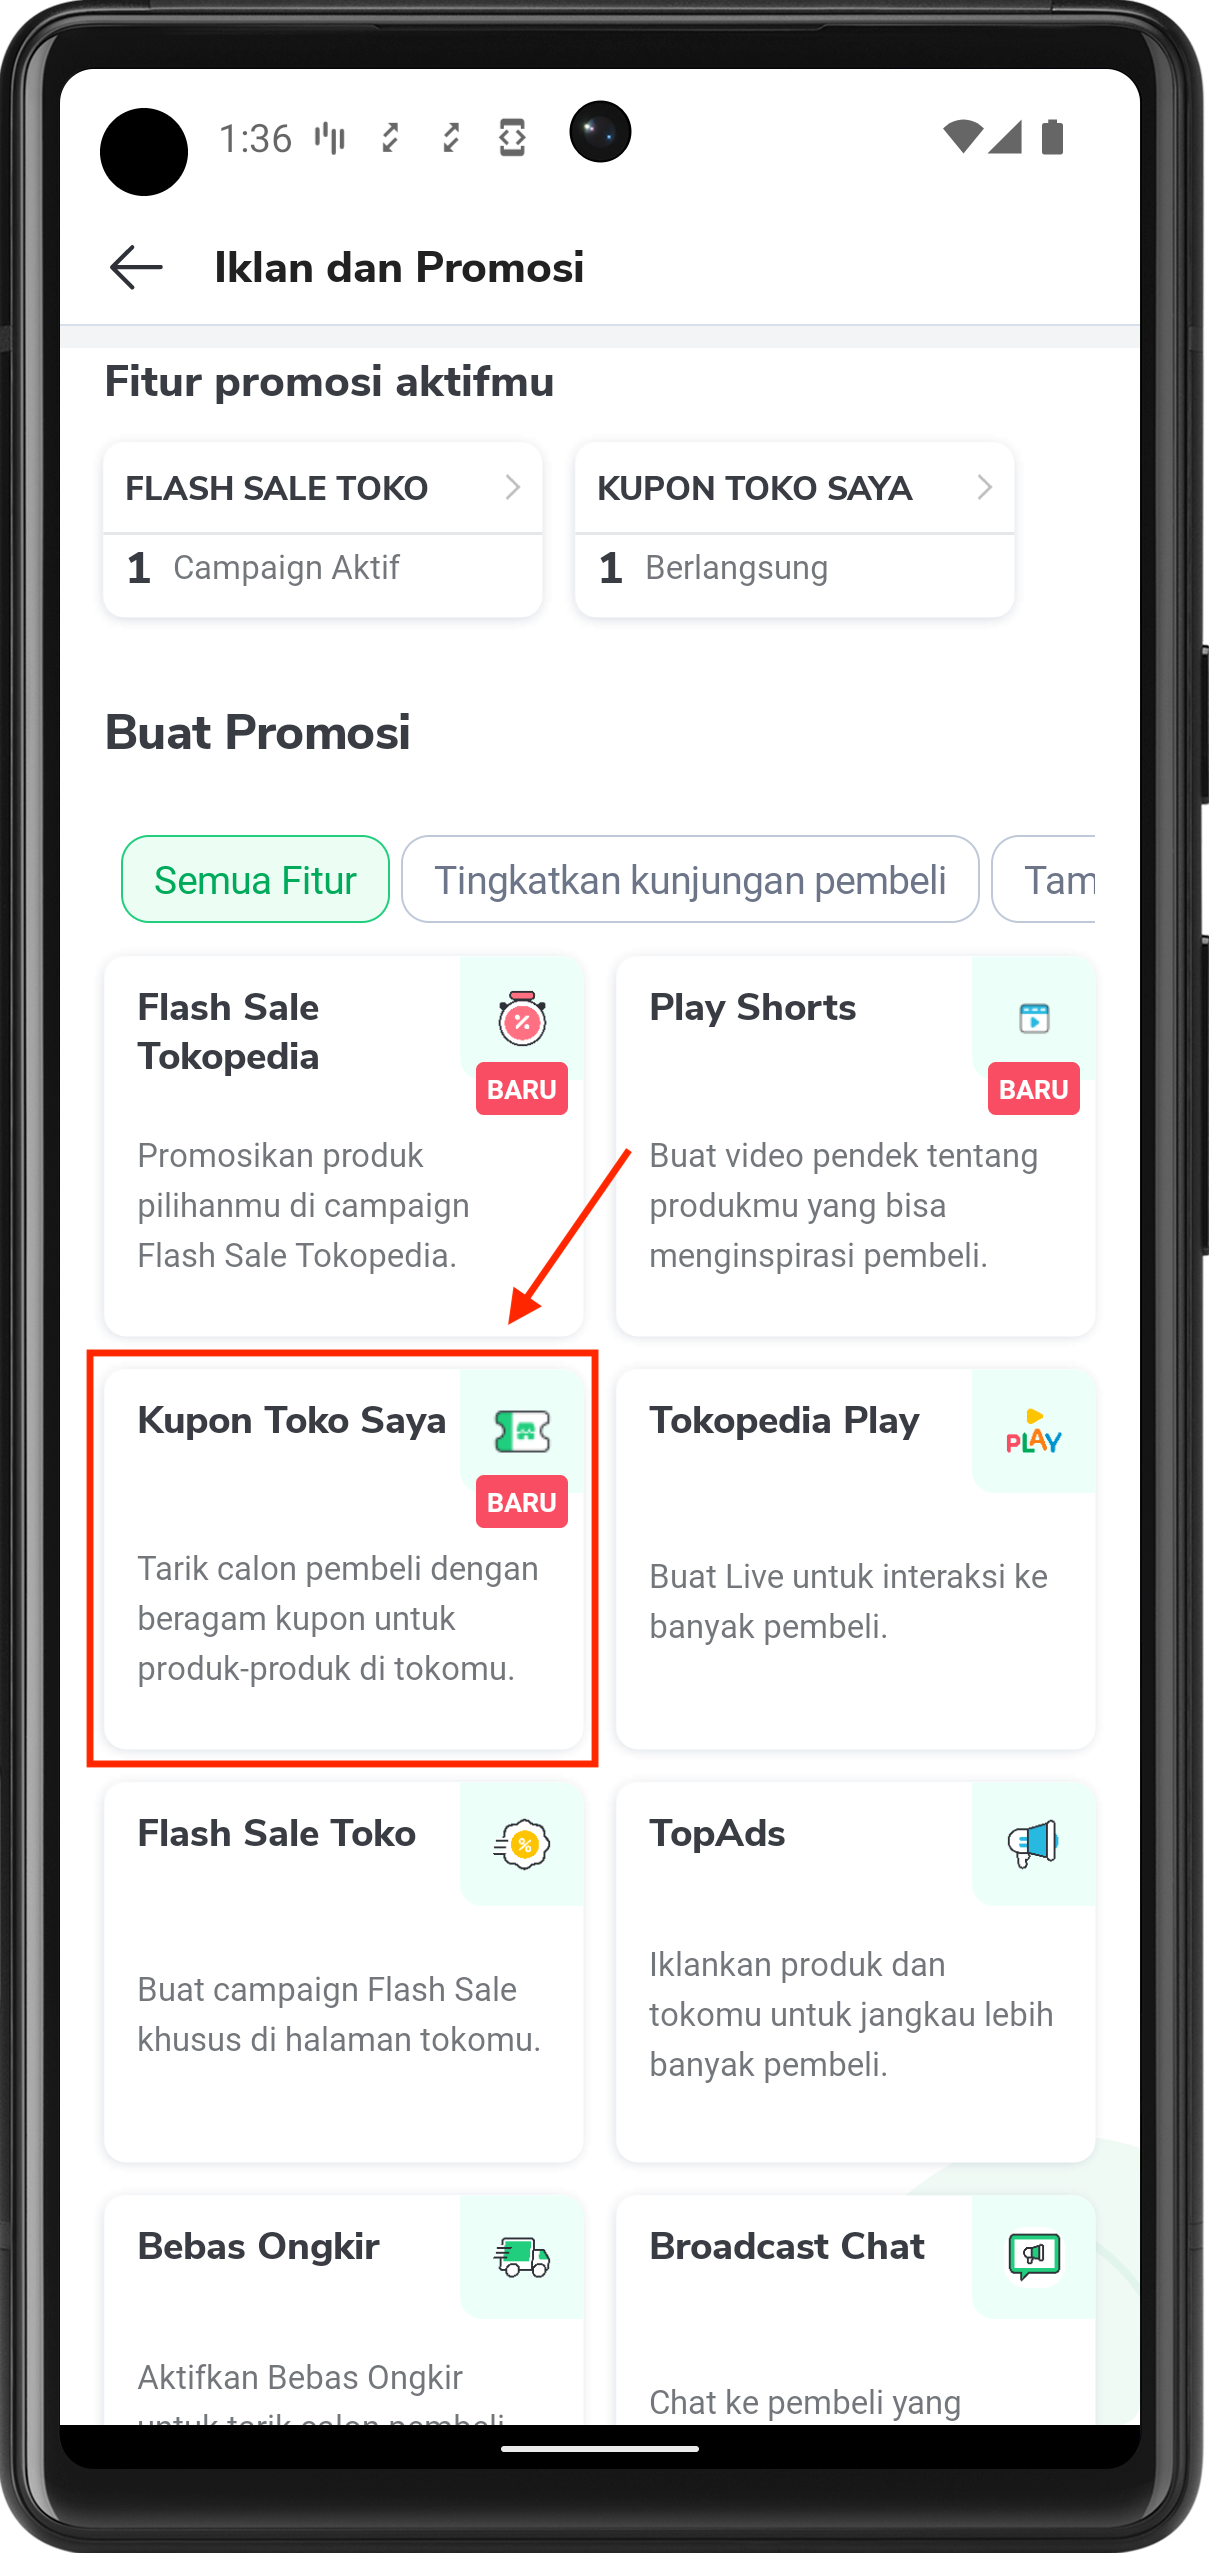 1:36
Iklan dan Promosi
Fitur promosi aktifmu
FLASH SALE TOKO
1 Campaign Aktif
KUPON TOKO SAYA
1 Berlangsung
Buat Promosi
Semua Fitur
Tingkatkan kunjungan pembeli
Tam
Flash Sale
Tokopedia
BARU
Promosikan produk
pilihanmu di campaign
Flash Sale Tokopedia.
Play Shorts
BARU
Buat video pendek tentang
produkmu yang bisa
menginspirasi pembeli.
Kupon Toko Saya
BARU
Tarik calon pembeli dengan
beragam kupon untuk
produk-produk di tokomu.
Tokopedia Play
PLAY
Buat Live untuk interaksi ke
banyak pembeli.
Flash Sale Toko
Buat campaign Flash Sale
khusus di halaman tokomu.
TopAds
Iklankan produk dan
tokomu untuk jangkau lebih
banyak pembeli.
Bebas Ongkir
Aktifkan Bebas Ongkir
untuk tarik calon pembeli
Broadcast Chat
Chat ke pembeli yang